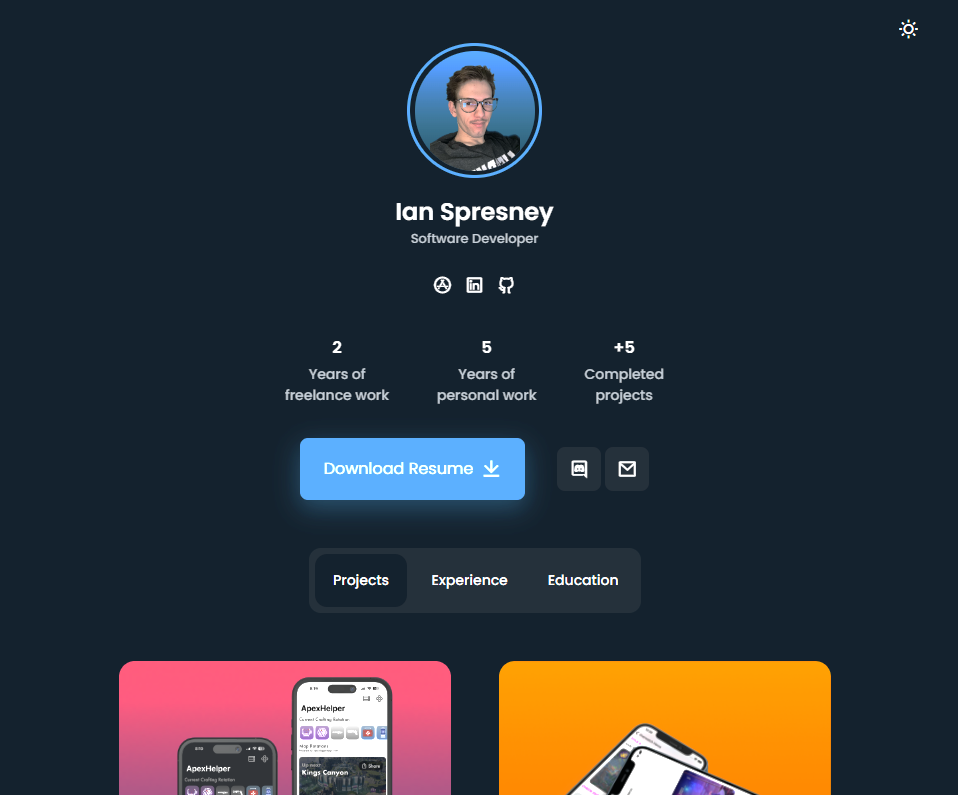 Ian Spresney
Software Developer
2
5
+5
Years of
freelance work
Years of
personal work
Completed
projects
Download Resume
Projects
Experience
Education
ApexHelper
Current Crafting Rotation
Map Rotations
Kings Canyon
Share
ApexHelper
Current Crafting Rotation